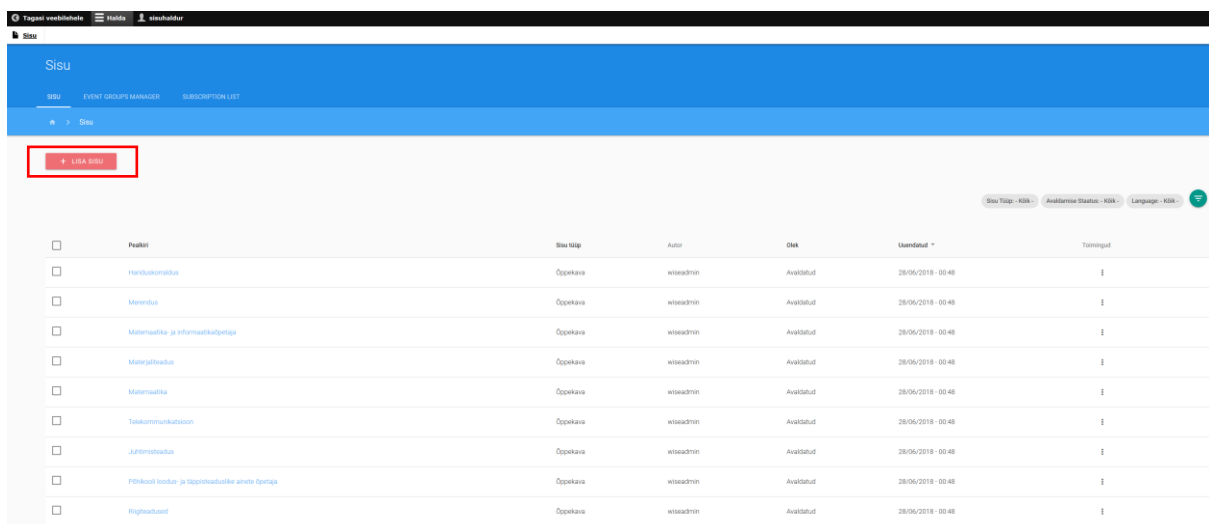 Tagasi veebilehele Halda sisuhaldur
Sisu
Sisu
SISU EVENT GROUPS MANAGER SUBSCRIPTION LIST
> Sisu
+ LISA SISU
Sisu Tüüp: - Kõik - Avaldamise Staatus: - Kõik - Language: - Kõik -
Pealkiri Sisu tüüp Autor Olek Uuendatud Toimingud
Hariduskorraldus Õppekava wiseadmin Avaldatud 28/06/2018 - 00:48
Merendus Õppekava wiseadmin Avaldatud 28/06/2018 - 00:48
Matemaatika- ja informaatikaõpetaja Õppekava wiseadmin Avaldatud 28/06/2018 - 00:48
Materjaliteadus Õppekava wiseadmin Avaldatud 28/06/2018 - 00:48
Matemaatika Õppekava wiseadmin Avaldatud 28/06/2018 - 00:48
Telekommunikatsioon Õppekava wiseadmin Avaldatud 28/06/2018 - 00:48
Juhtimisteadus Õppekava wiseadmin Avaldatud 28/06/2018 - 00:48
Põhikooli loodus- ja täppisteaduslike ainete õpetaja Õppekava wiseadmin Avaldatud 28/06/2018 - 00:48
Riigiteadused Õppekava wiseadmin Avaldatud 28/06/2018 - 00:48